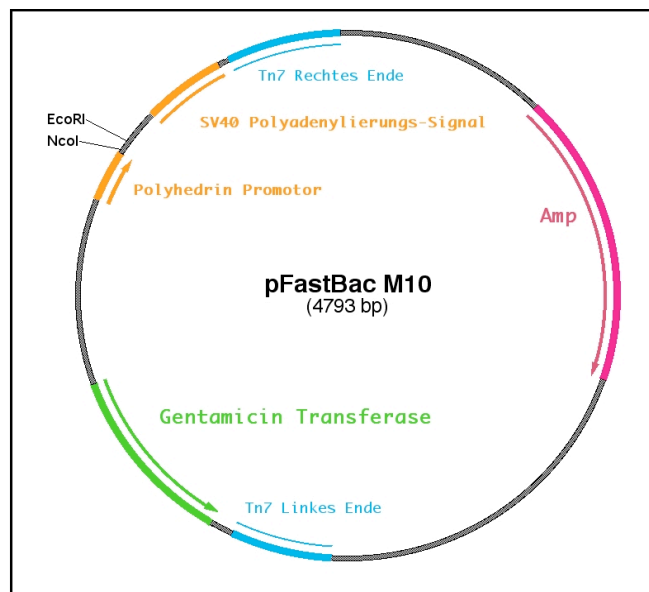 Tn7 Rechtes Ende
EcoRI
SV40 Polyadenylierungs-Signal
NcoI
Polyhedrin Promotor
Amp
pFastBac M10
(4793 bp)
Gentamicin Transferase
Tn7 Linkes Ende